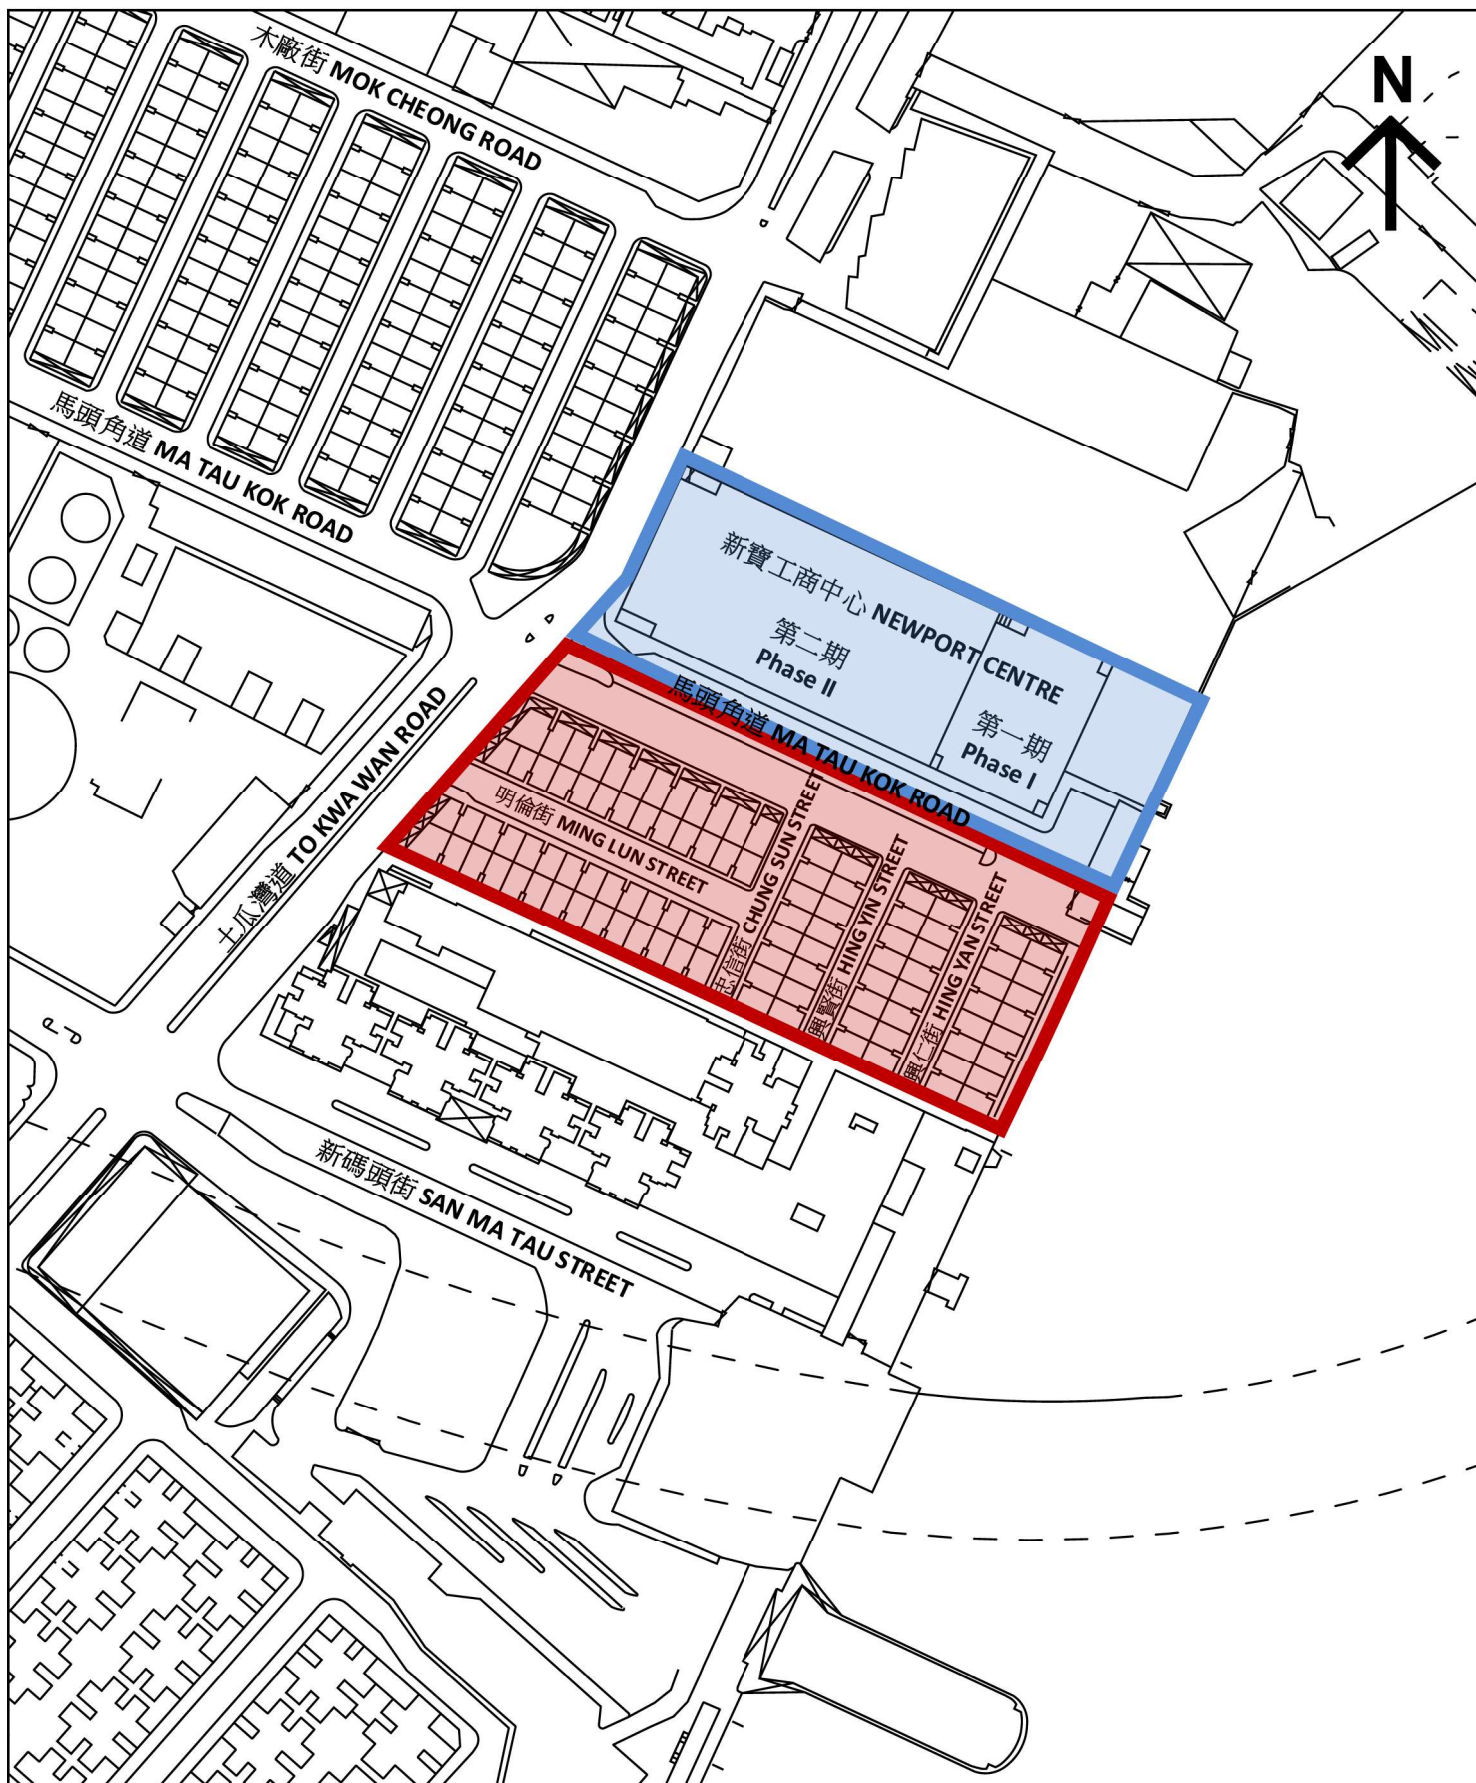 木廠街 MOK CHEONG ROAD
N
馬頭角道 MA TAU KOK ROAD
新寶工商中心 NEWPORT CENTRE
第二期
Phase II
第一期
Phase I
馬頭角道 MA TAU KOK ROAD
明倫街 MING LUN STREET
忠信街 CHUNG SUN STREET
興賢街 HING YIN STREET
興仁街 HING YAN STREET
土瓜灣道 TO KWA WAN ROAD
新碼頭街 SAN MA TAU STREET